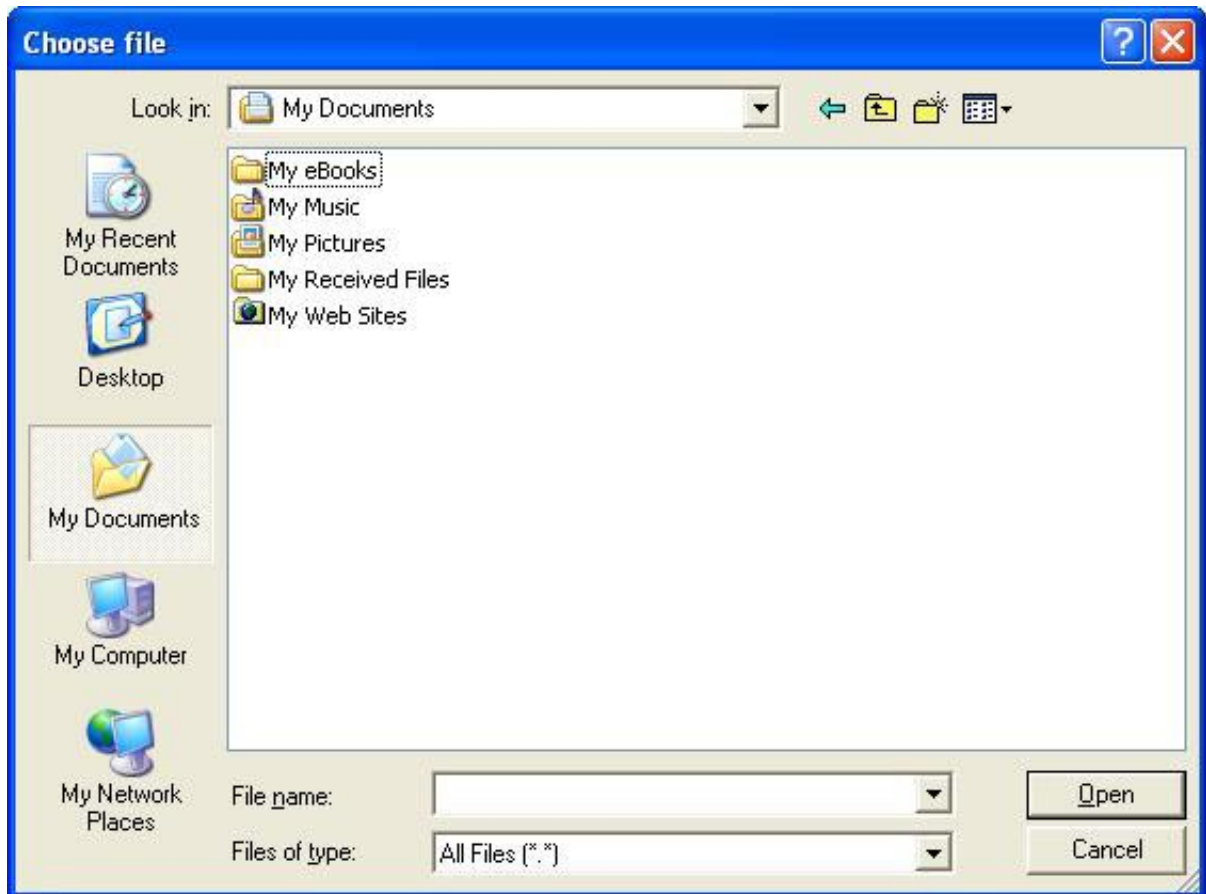 Choose file
?
Look in: My Documents
My Recent
Documents
Desktop
My Documents
My Computer
My Network
Places
My eBooks
My Music
My Pictures
My Received Files
My Web Sites
File name:
Open
Files of type: All Files (*.*)
Cancel